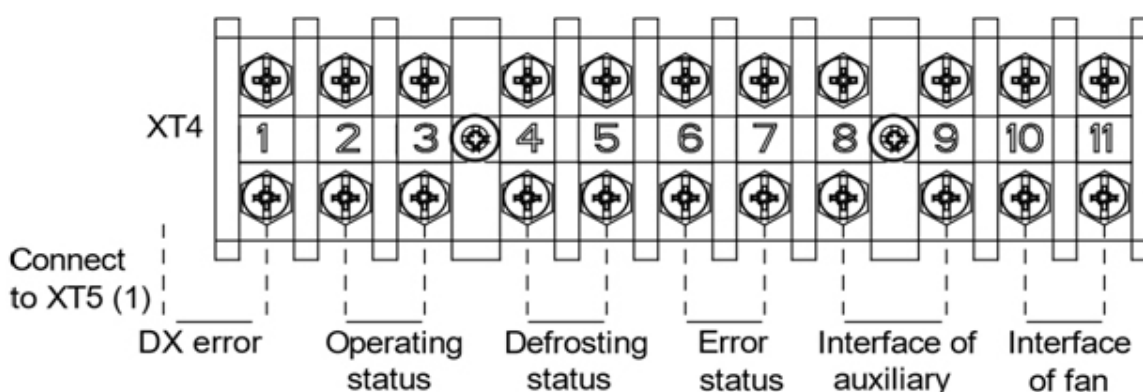 XT4 1 2 3 4 5 6 7 8 9 10 11
Connect
to XT5 (1)
DX error
Operating
status
Defrosting
status
Error
status
Interface of
auxiliary
Interface
of fan